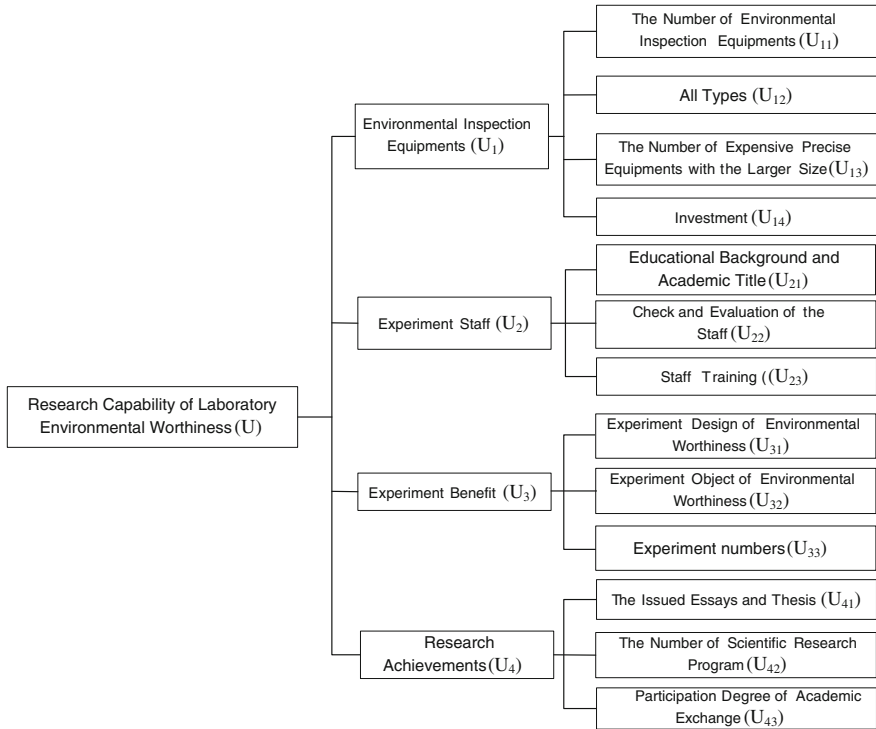 Research Capability of Laboratory
Environmental Worthiness (U)
Environmental Inspection
Equipments (U₁)
The Number of Environmental
Inspection Equipments (U₁₁)
All Types (U₁₂)
The Number of Expensive Precise
Equipments with the Larger Size(U₁₃)
Investment (U₁₄)
Experiment Staff (U₂)
Educational Background and
Academic Title (U₂₁)
Check and Evaluation of the
Staff (U₂₂)
Staff Training ((U₂₃)
Experiment Benefit (U₃)
Experiment Design of Environmental
Worthiness (U₃₁)
Experiment Object of Environmental
Worthiness (U₃₂)
Experiment numbers (U₃₃)
Research
Achievements (U₄)
The Issued Essays and Thesis (U₄₁)
The Number of Scientific Research
Program (U₄₂)
Participation Degree of Academic
Exchange (U₄₃)